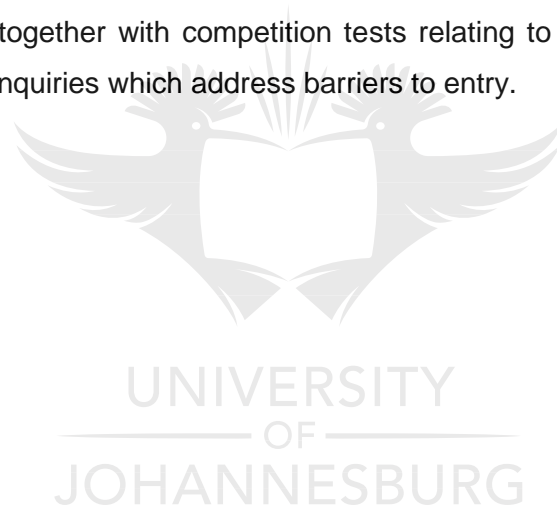 together with competition tests relating to
nquiries which address barriers to entry.
UNIVERSITY
OF
JOHANNESBURG